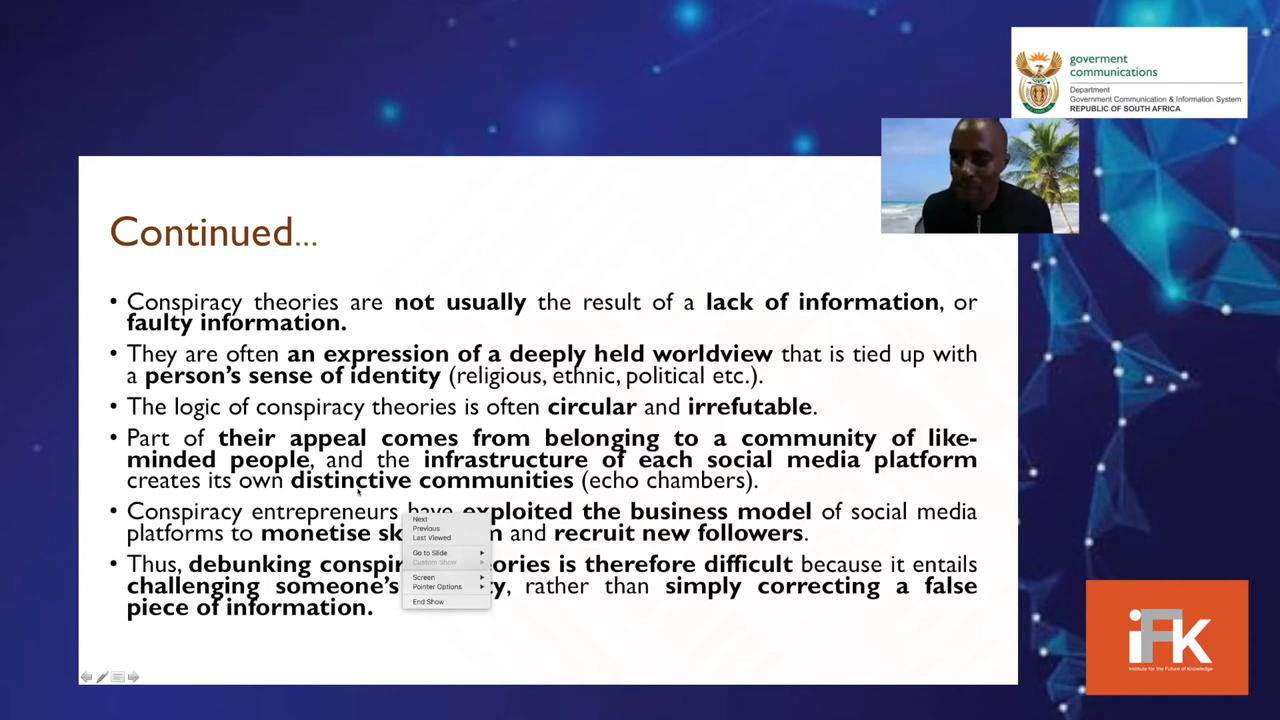 goverment
communications
Department
Government Communication & Information System
REPUBLIC OF SOUTH AFRICA
Continued...
• Conspiracy theories are not usually the result of a lack of information, or
faulty information.
• They are often an expression of a deeply held worldview that is tied up with
a person's sense of identity (religious, ethnic, political etc.).
• The logic of conspiracy theories is often circular and irrefutable.
• Part of their appeal comes from belonging to a community of like-
minded people, and the infrastructure of each social media platform
creates its own distinctive communities (echo chambers).
• Conspiracy entrepreneurs have exploited the business model of social media
platforms to monetise and recruit new followers.
• Thus, debunking is therefore difficult because it entails
challenging someone's rather than simply correcting a false
piece of information.
Next
Previous
Last Viewed
Go to Slide
Custom Show
Screen
Pointer Options
End Show
iFK
Institute for the Future of Knowledge